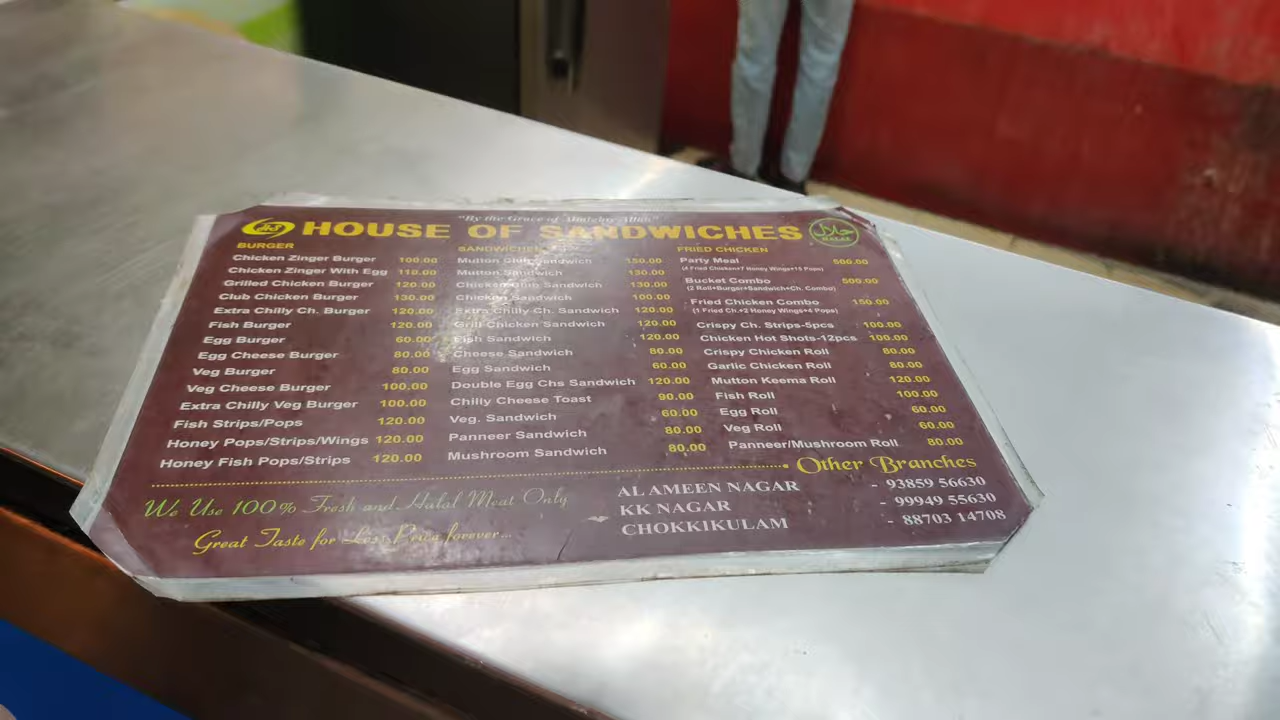 "By the Grace of Almighty Allah"
HOUSE OF SANDWICHES
حلال
HALAL
BURGER
Chicken Zinger Burger 100.00
Chicken Zinger With Egg 110.00
Grilled Chicken Burger 120.00
Club Chicken Burger 130.00
Extra Chilly Ch. Burger 120.00
Fish Burger 120.00
Egg Burger 60.00
Egg Cheese Burger 80.00
Veg Burger 80.00
Veg Cheese Burger 100.00
Extra Chilly Veg Burger 100.00
Fish Strips/Pops 120.00
Honey Pops/Strips/Wings 120.00
Honey Fish Pops/Strips 120.00
SANDWICHES
Mutton Club Sandwich 150.00
Mutton Sandwich 130.00
Chicken Club Sandwich 130.00
Chicken Sandwich 100.00
Extra Chilly Ch. Sandwich 120.00
Grill Chicken Sandwich 120.00
Fish Sandwich 120.00
Cheese Sandwich 80.00
Egg Sandwich 60.00
Double Egg Chs Sandwich 120.00
Chilly Cheese Toast 90.00
Veg. Sandwich 60.00
Panneer Sandwich 80.00
Mushroom Sandwich 80.00
FRIED CHICKEN
Party Meal 500.00
(4 Fried Chicken+7 Honey Wings+15 Pops)
Bucket Combo 500.00
(2 Roll+Burger+Sandwich+Ch. Combo)
Fried Chicken Combo 150.00
(1 Fried Ch.+2 Honey Wings+4 Pops)
Crispy Ch. Strips-5pcs 100.00
Chicken Hot Shots-12pcs 100.00
Crispy Chicken Roll 80.00
Garlic Chicken Roll 80.00
Mutton Keema Roll 120.00
Fish Roll 100.00
Egg Roll 60.00
Veg Roll 60.00
Panneer/Mushroom Roll 80.00
We Use 100% Fresh and Halal Meat Only
Great Taste for Less Price forever...
Other Branches
AL AMEEN NAGAR - 93859 56630
KK NAGAR - 99949 55630
CHOKKIKULAM - 88703 14708